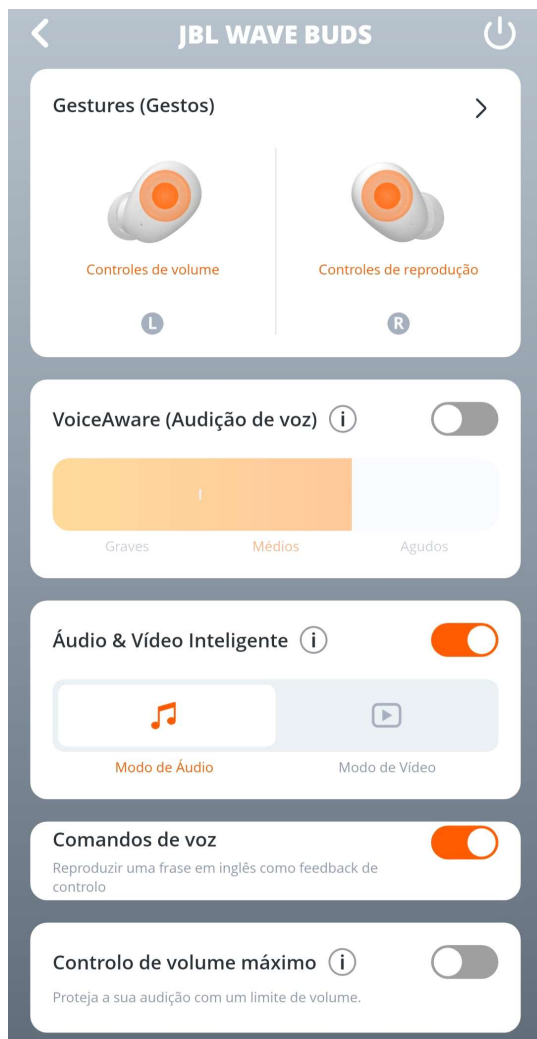 JBL WAVE BUDS
Gestures (Gestos)
Controles de volume
Controles de reprodução
L
R
VoiceAware (Audição de voz) i
Graves Médios Agudos
Áudio & Vídeo Inteligente i
Modo de Áudio Modo de Vídeo
Comandos de voz
Reproduzir uma frase em inglês como feedback de
controlo
Controlo de volume máximo i
Proteja a sua audição com um limite de volume.